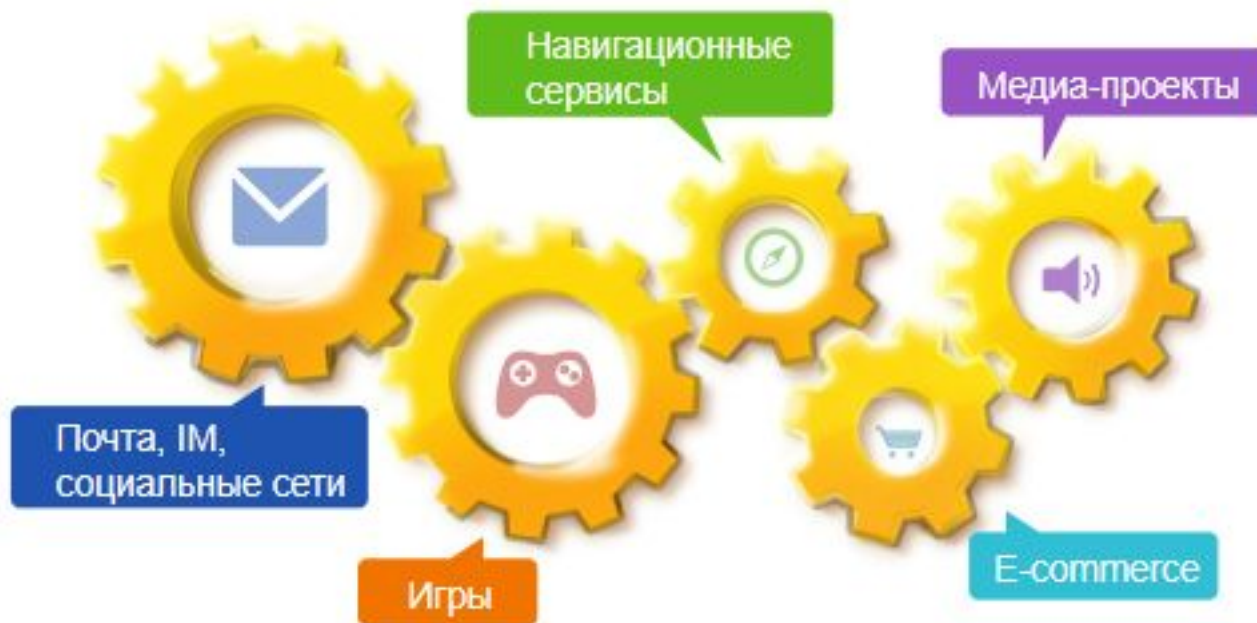 Навигационные
сервисы
Медиа-проекты
Почта, IM,
социальные сети
Игры
E-commerce